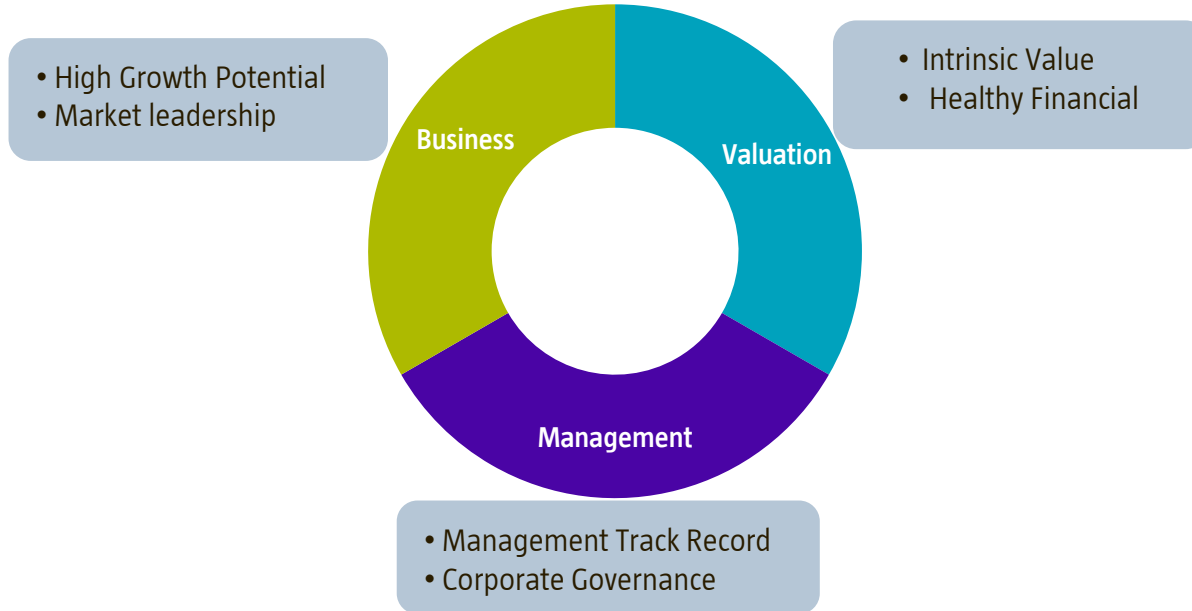 • High Growth Potential
• Market leadership
Business
• Intrinsic Value
• Healthy Financial
Valuation
Management
• Management Track Record
• Corporate Governance